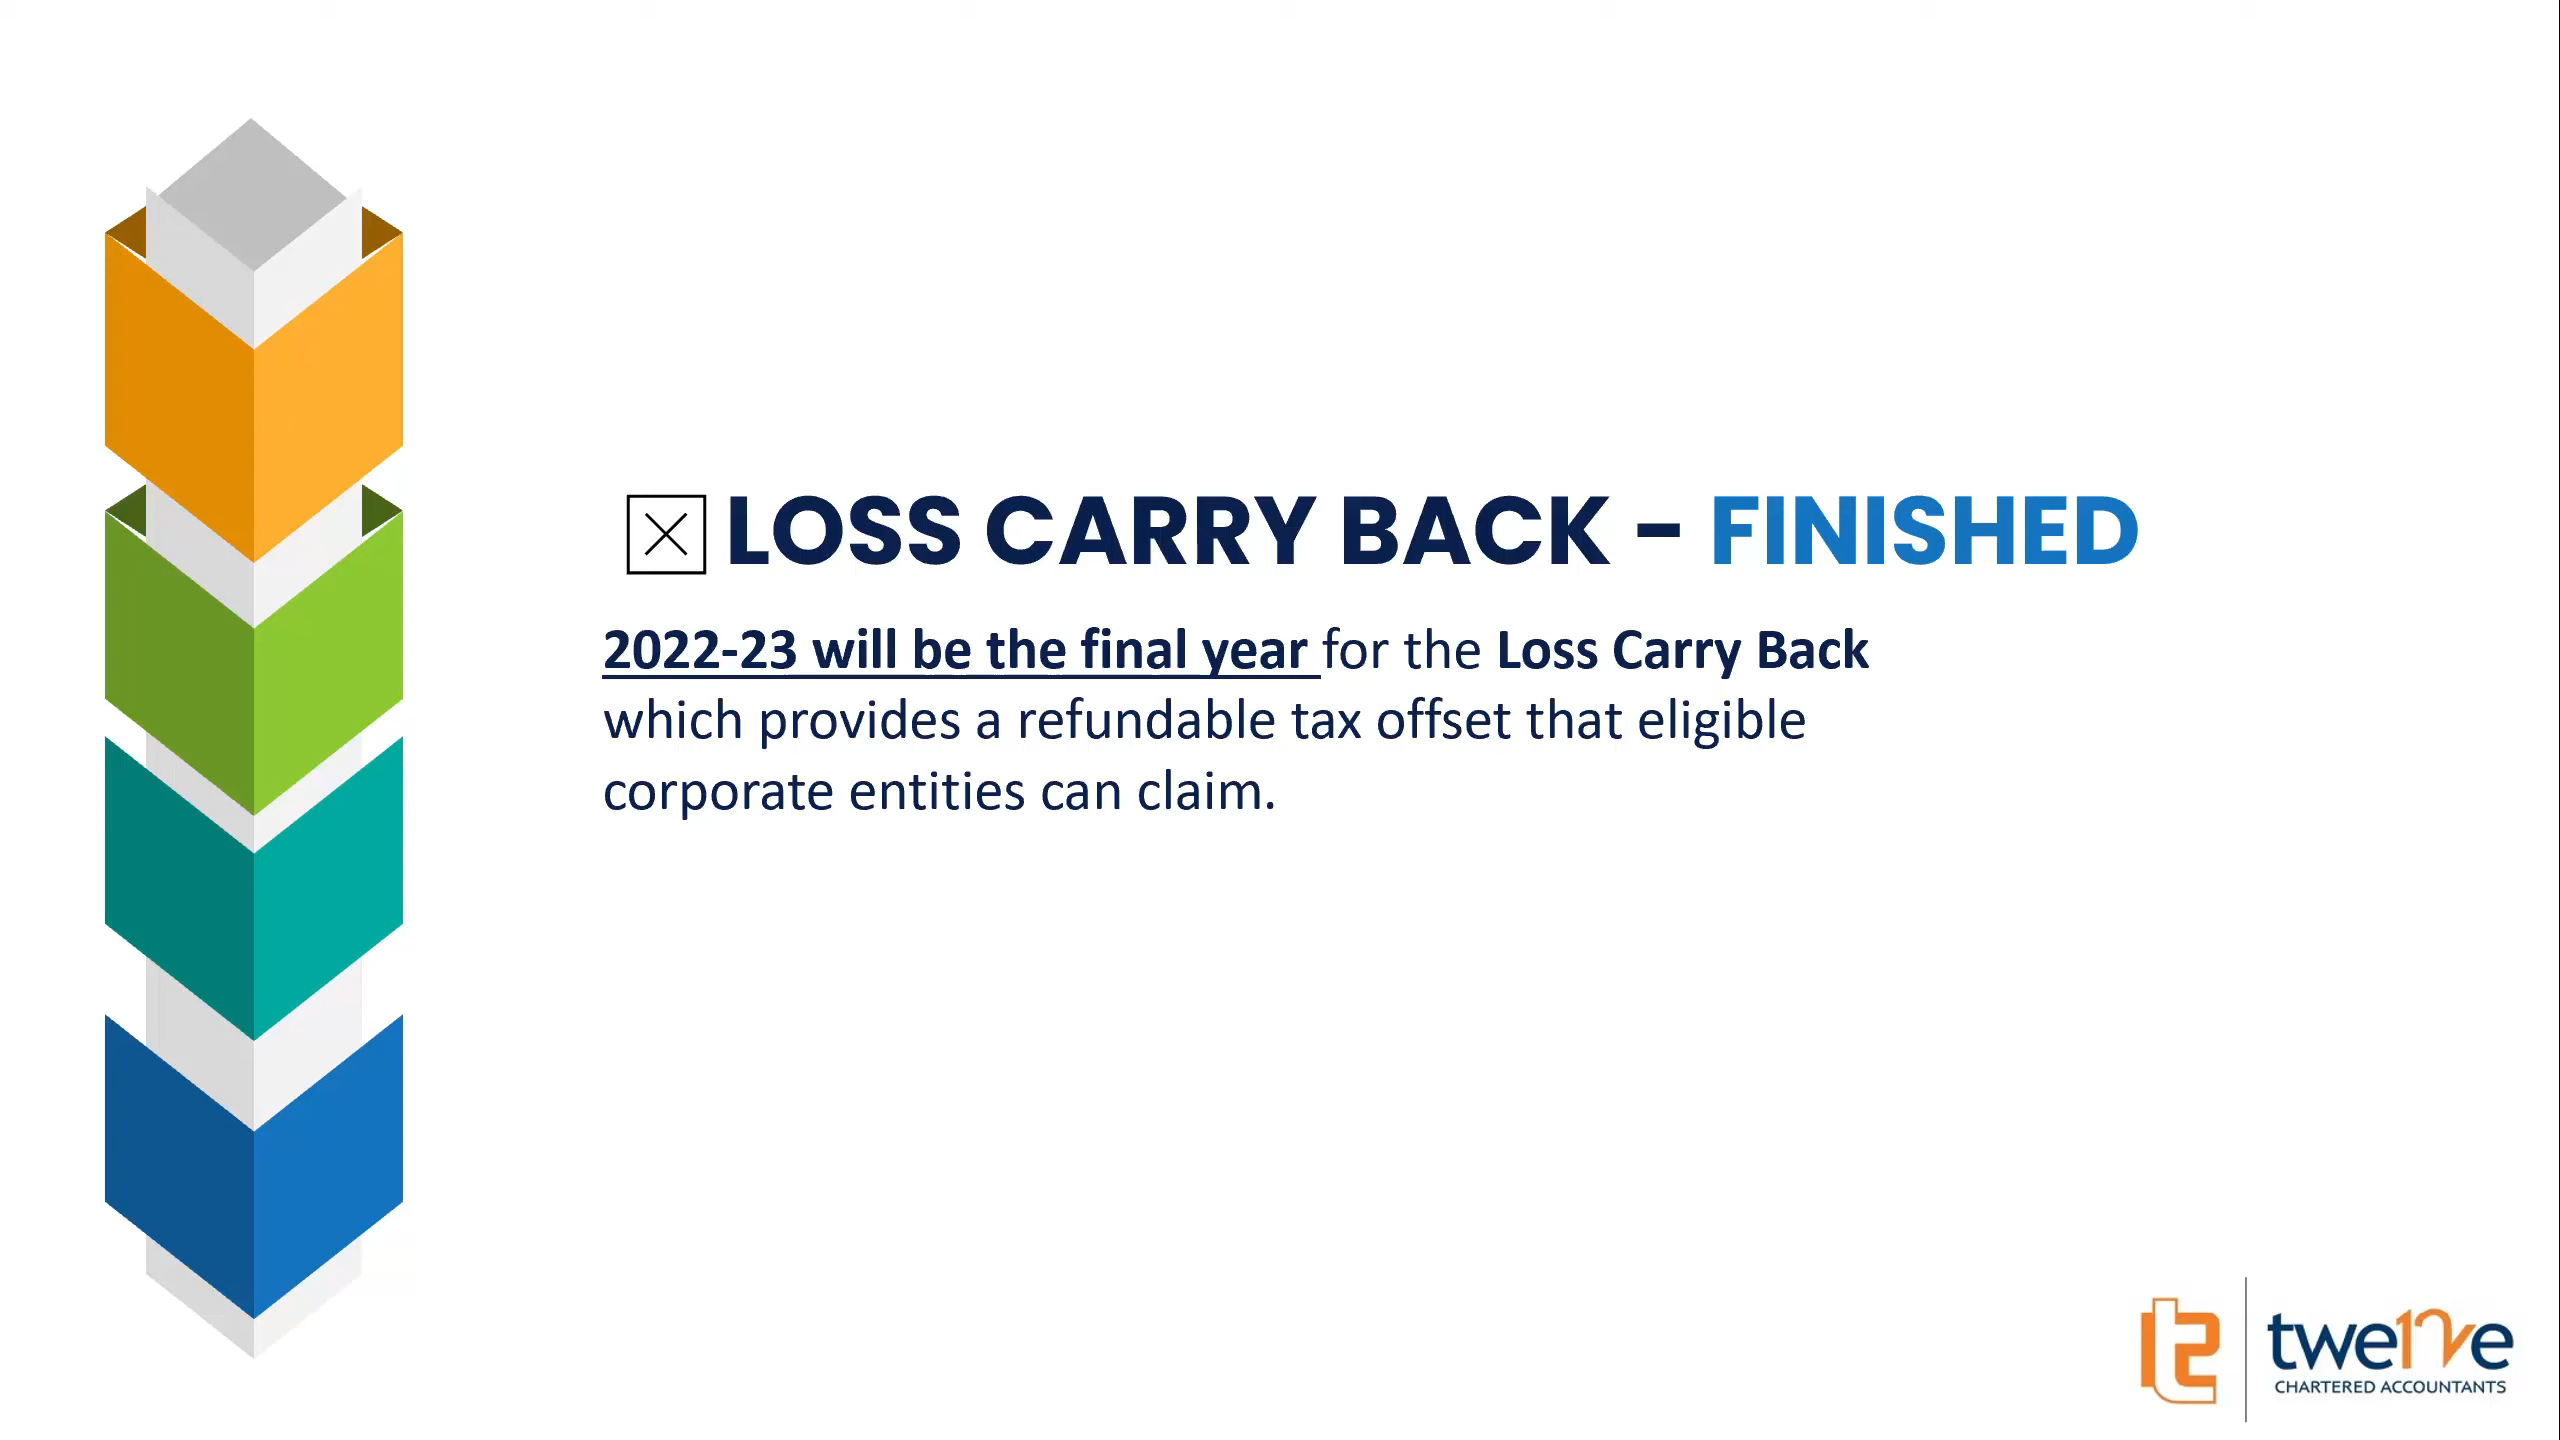 LOSS CARRY BACK - FINISHED
2022-23 will be the final year for the Loss Carry Back
which provides a refundable tax offset that eligible
corporate entities can claim.
twe12ve
CHARTERED ACCOUNTANTS